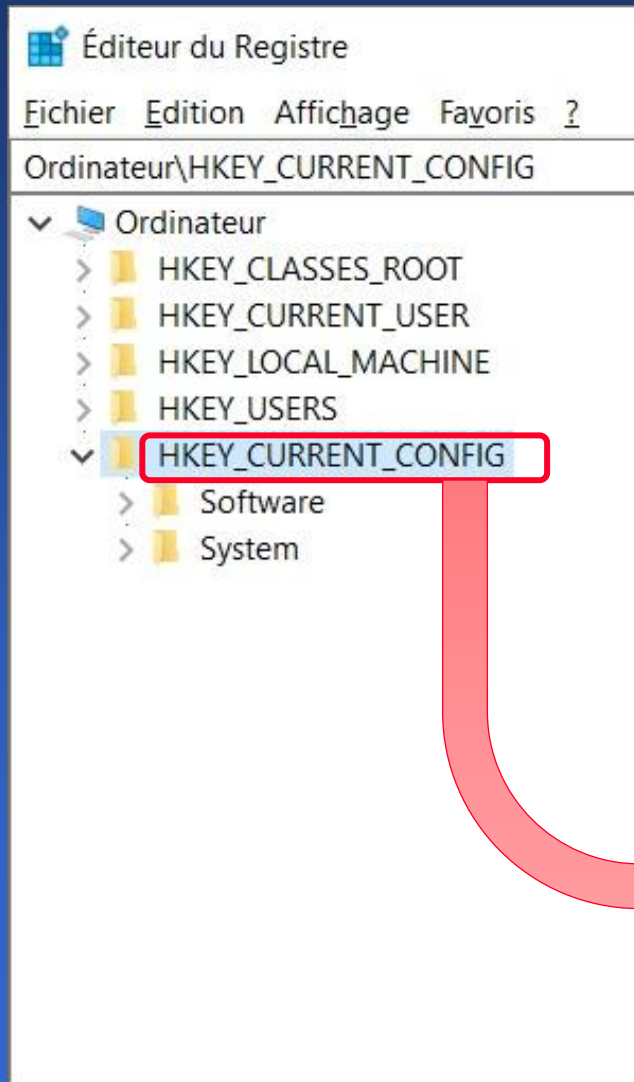 Éditeur du Registre
Fichier Edition Affichage Favoris ?
Ordinateur\HKEY_CURRENT_CONFIG
Ordinateur
HKEY_CLASSES_ROOT
HKEY_CURRENT_USER
HKEY_LOCAL_MACHINE
HKEY_USERS
HKEY_CURRENT_CONFIG
Software
System